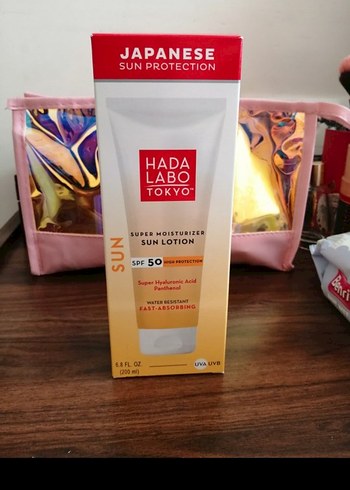 JAPANESE
SUN PROTECTION
HADA
LABO
TOKYO™
SUPER MOISTURIZER
SUN LOTION
SPF 50 HIGH PROTECTION
SUN
Super Hyaluronic Acid
Panthenol
WATER RESISTANT
FAST-ABSORBING
6.8 FL. OZ.
(200 ml)
UVA UVB